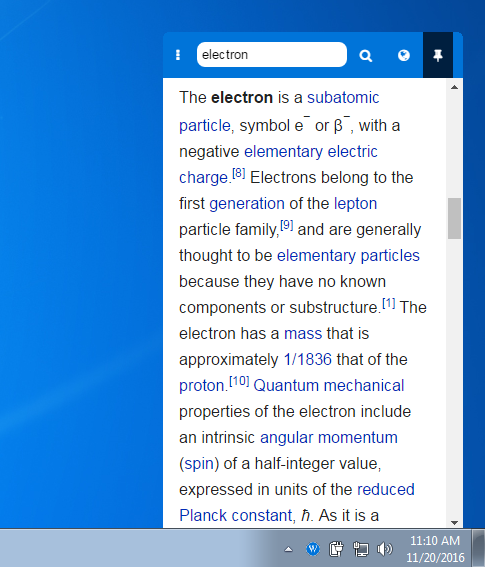 electron
The electron is a subatomic
particle, symbol e⁻ or β⁻, with a
negative elementary electric
charge.[8] Electrons belong to the
first generation of the lepton
particle family,[9] and are generally
thought to be elementary particles
because they have no known
components or substructure.[1] The
electron has a mass that is
approximately 1/1836 that of the
proton.[10] Quantum mechanical
properties of the electron include
an intrinsic angular momentum
(spin) of a half-integer value,
expressed in units of the reduced
Planck constant, ħ. As it is a
W
11:10 AM
11/20/2016